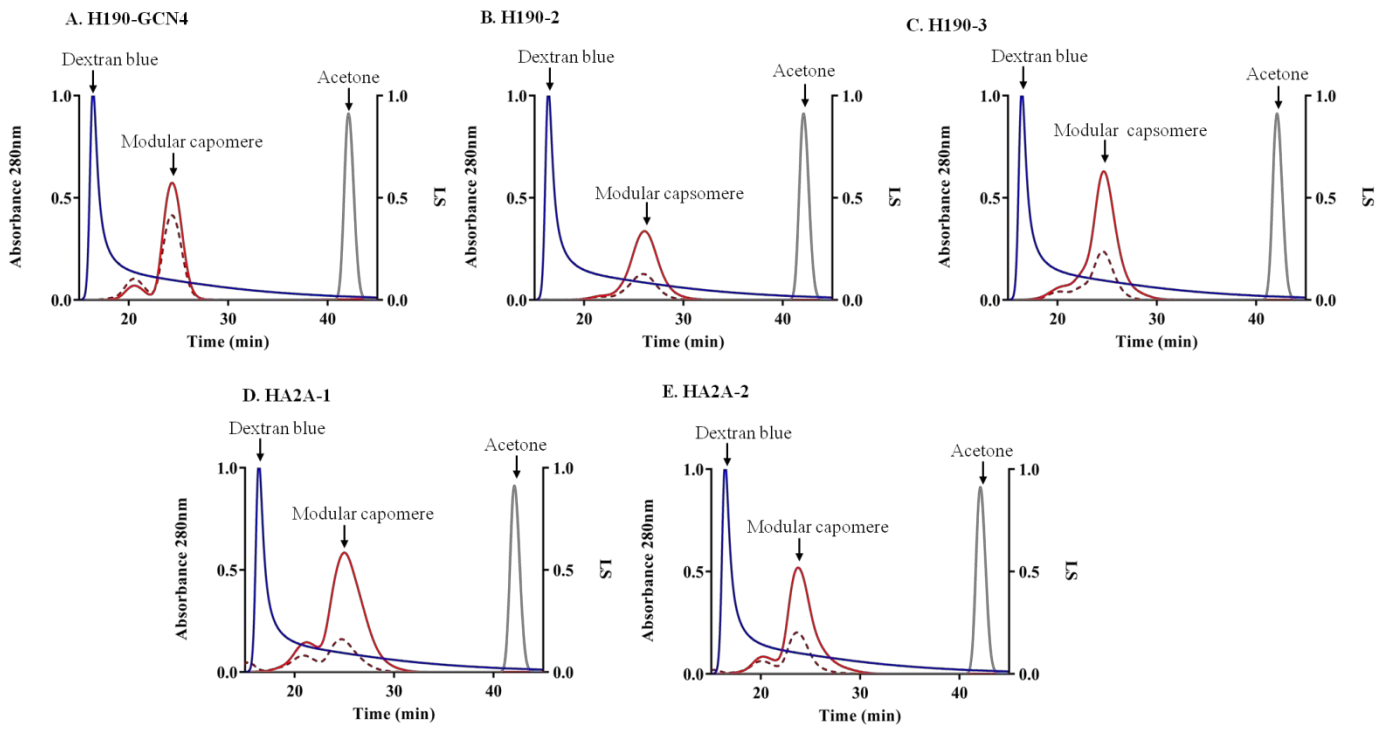 A. H190-GCN4
Dextran blue
Acetone
Modular capomere
1.0
0.5
0.0
1.0
0.5
0.0
Absorbance 280nm
LS
20
30
40
Time (min)
B. H190-2
Dextran blue
Acetone
Modular capsomere
1.0
0.5
0.0
1.0
0.5
0.0
Absorbance 280nm
LS
20
30
40
Time (min)
C. H190-3
Dextran blue
Acetone
Modular capsomere
1.0
0.5
0.0
1.0
0.5
0.0
Absorbance 280nm
LS
20
30
40
Time (min)
D. HA2A-1
Dextran blue
Acetone
Modular capomere
1.0
0.5
0.0
1.0
0.5
0.0
Absorbance 280nm
LS
20
30
40
Time (min)
E. HA2A-2
Dextran blue
Acetone
Modular capomere
1.0
0.5
0.0
1.0
0.5
0.0
Absorbance 280nm
LS
20
30
40
Time (min)